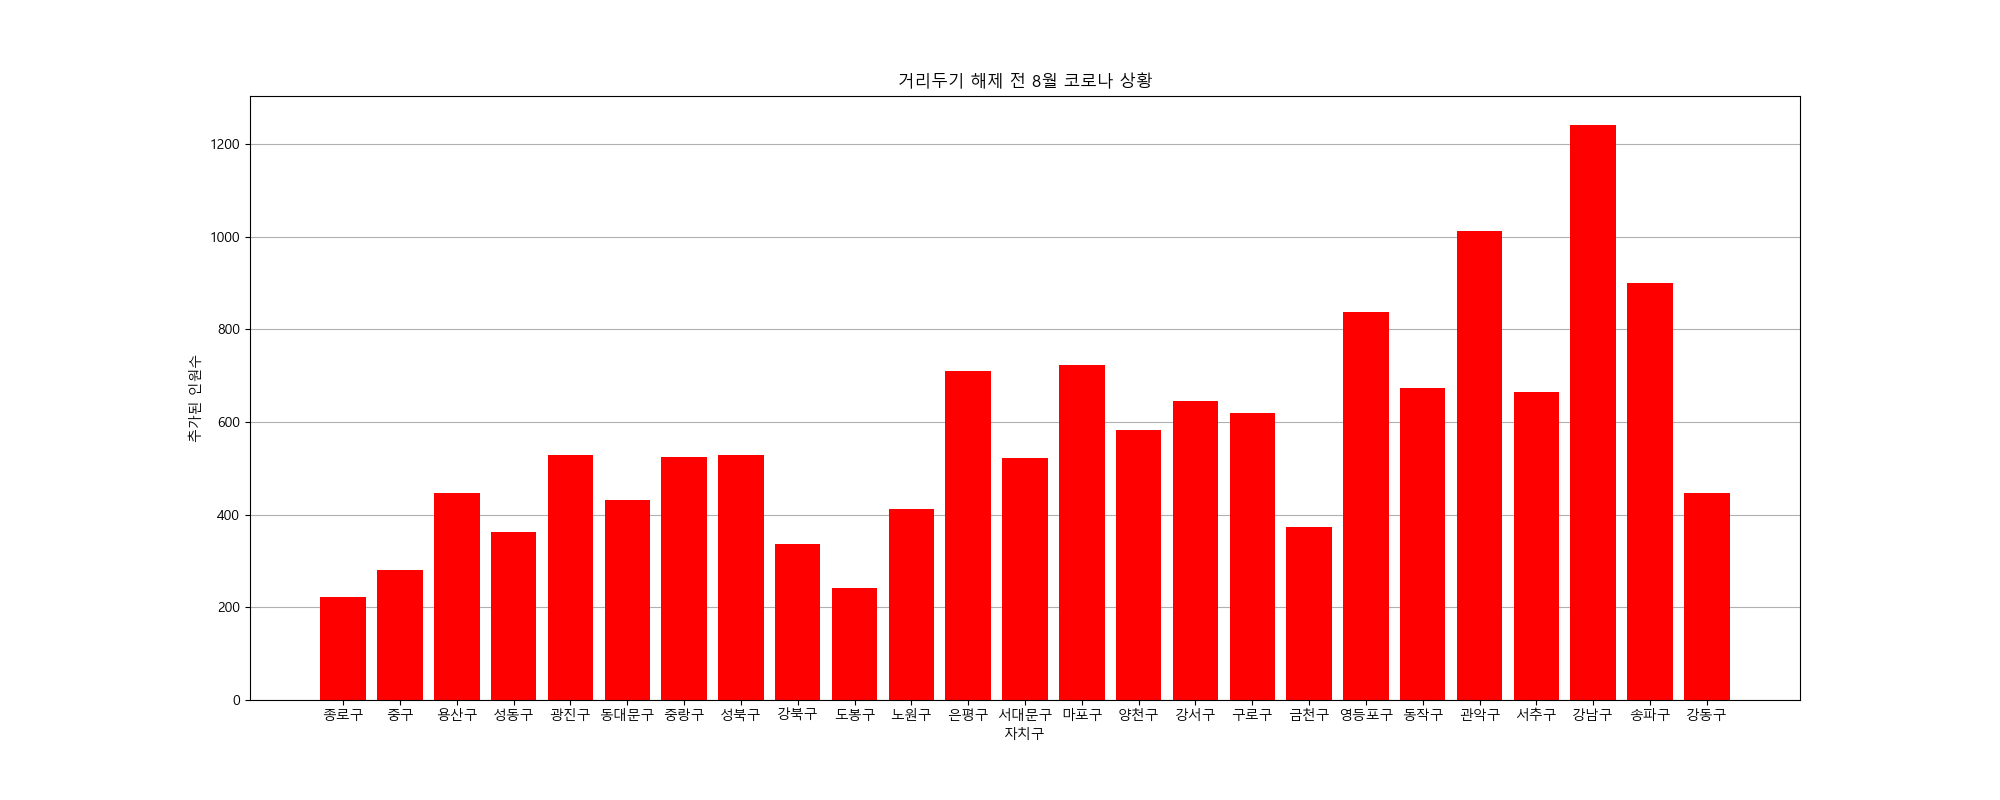 거리두기 해제 전 8월 코로나 상황
1200
1000
800
600
400
200
0
추가된 인원수
종로구 중구 용산구 성동구 광진구 동대문구 중랑구 성북구 강북구 도봉구 노원구 은평구 서대문구 마포구 양천구 강서구 구로구 금천구 영등포구 동작구 관악구 서추구 강남구 송파구 강동구
자치구